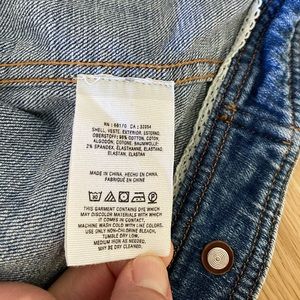 RN : 68170 CA : 32054
SHELL, VESTE, EXTERIOR, ESTERNO,
OBERSTOFF: 98% COTTON, COTON,
ALGODÓN, COTONE, BAUMWOLLE;
2% SPANDEX, ÉLASTHANNE, ELASTANO,
ELASTAN, ELASTAN
MADE IN CHINA, HECHO EN CHINA,
FABRIQUÉ EN CHINE
THIS GARMENT CONTAINS DYE WHICH
MAY DISCOLOR MATERIALS WITH WHICH
IT COMES IN CONTACT.
MACHINE WASH COLD WITH LIKE COLORS.
USE ONLY NON-CHLORINE BLEACH.
TUMBLE DRY LOW.
MEDIUM IRON AS NEEDED.
MAY BE DRY CLEANED.